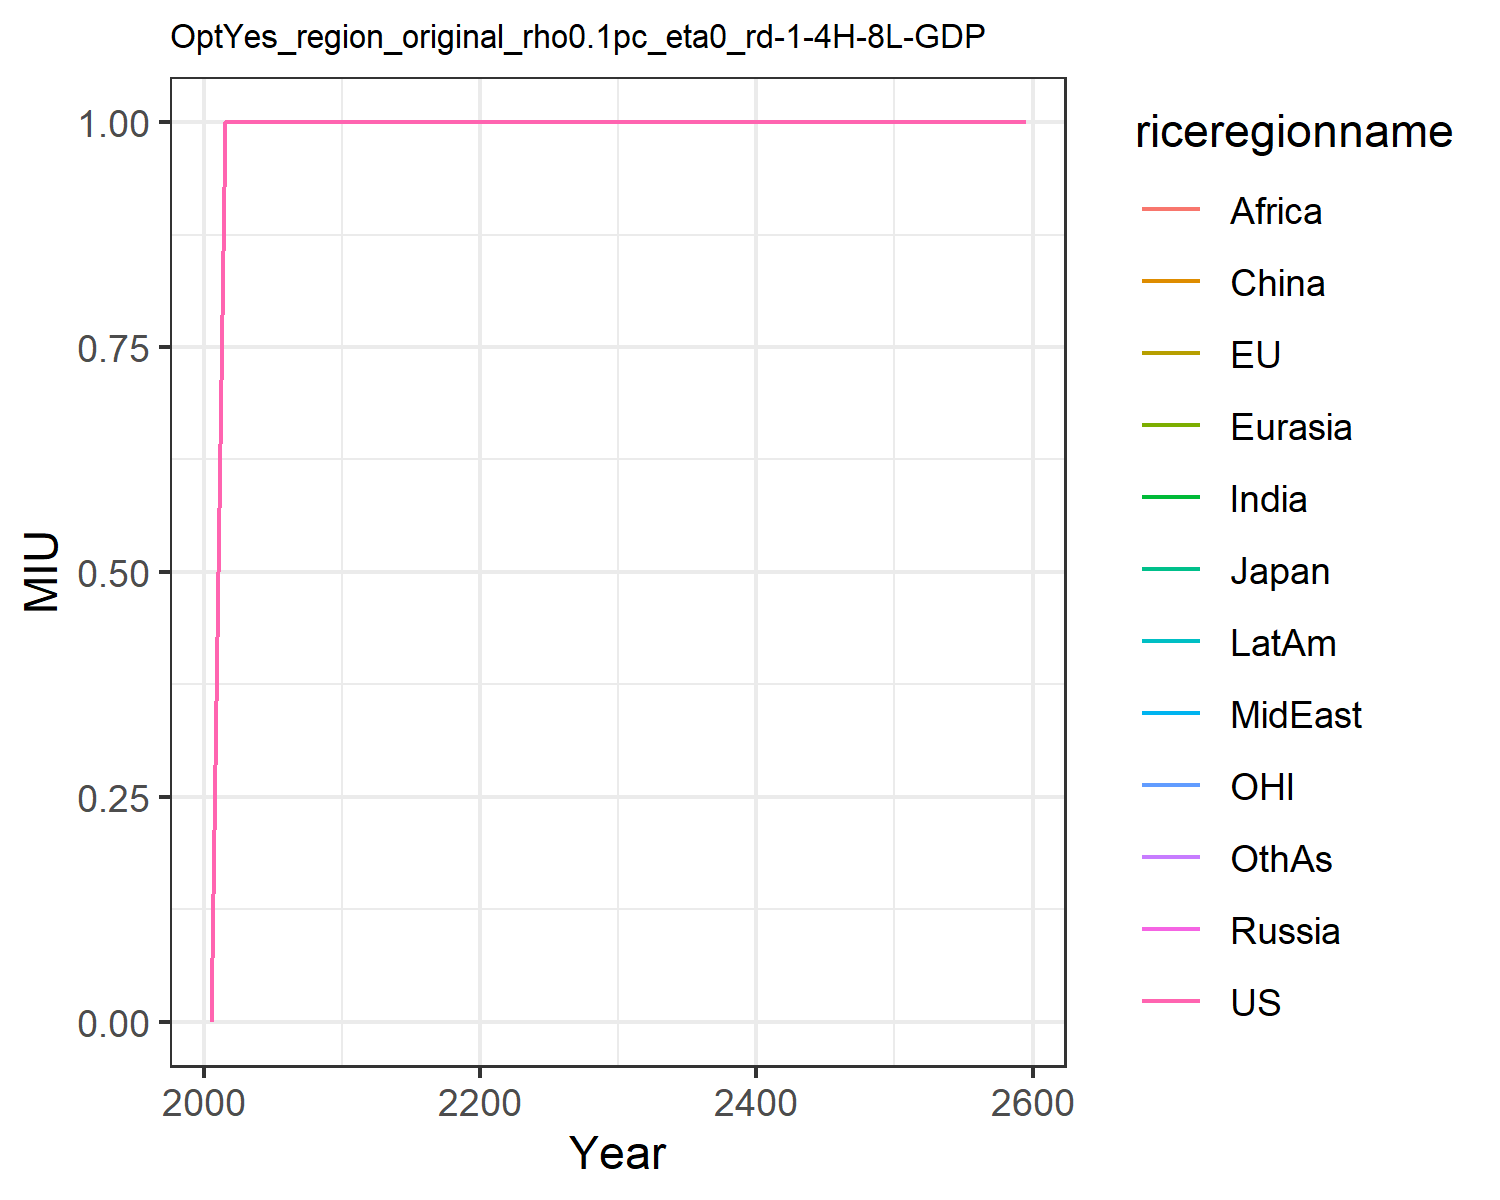 OptYes_region_original_rho0.1pc_eta0_rd-1-4H-8L-GDP
1.00
0.75
0.50
0.25
0.00
MIU
2000 2200 2400 2600
Year
riceregionname
Africa
China
EU
Eurasia
India
Japan
LatAm
MidEast
OHI
OthAs
Russia
US